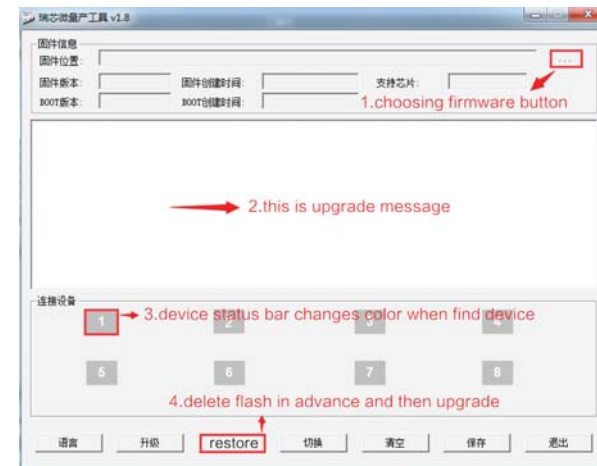 瑞芯微量产工具 v1.8
固件信息
固件位置:
...
固件版本: 固件创建时间: 支持芯片:
BOOT版本: BOOT创建时间: 1.choosing firmware button
2.this is upgrade message
连接设备
1 3.device status bar changes color when find device
2 3 4
5 6 7 8
4.delete flash in advance and then upgrade
语言 升级 restore 切换 清空 保存 退出